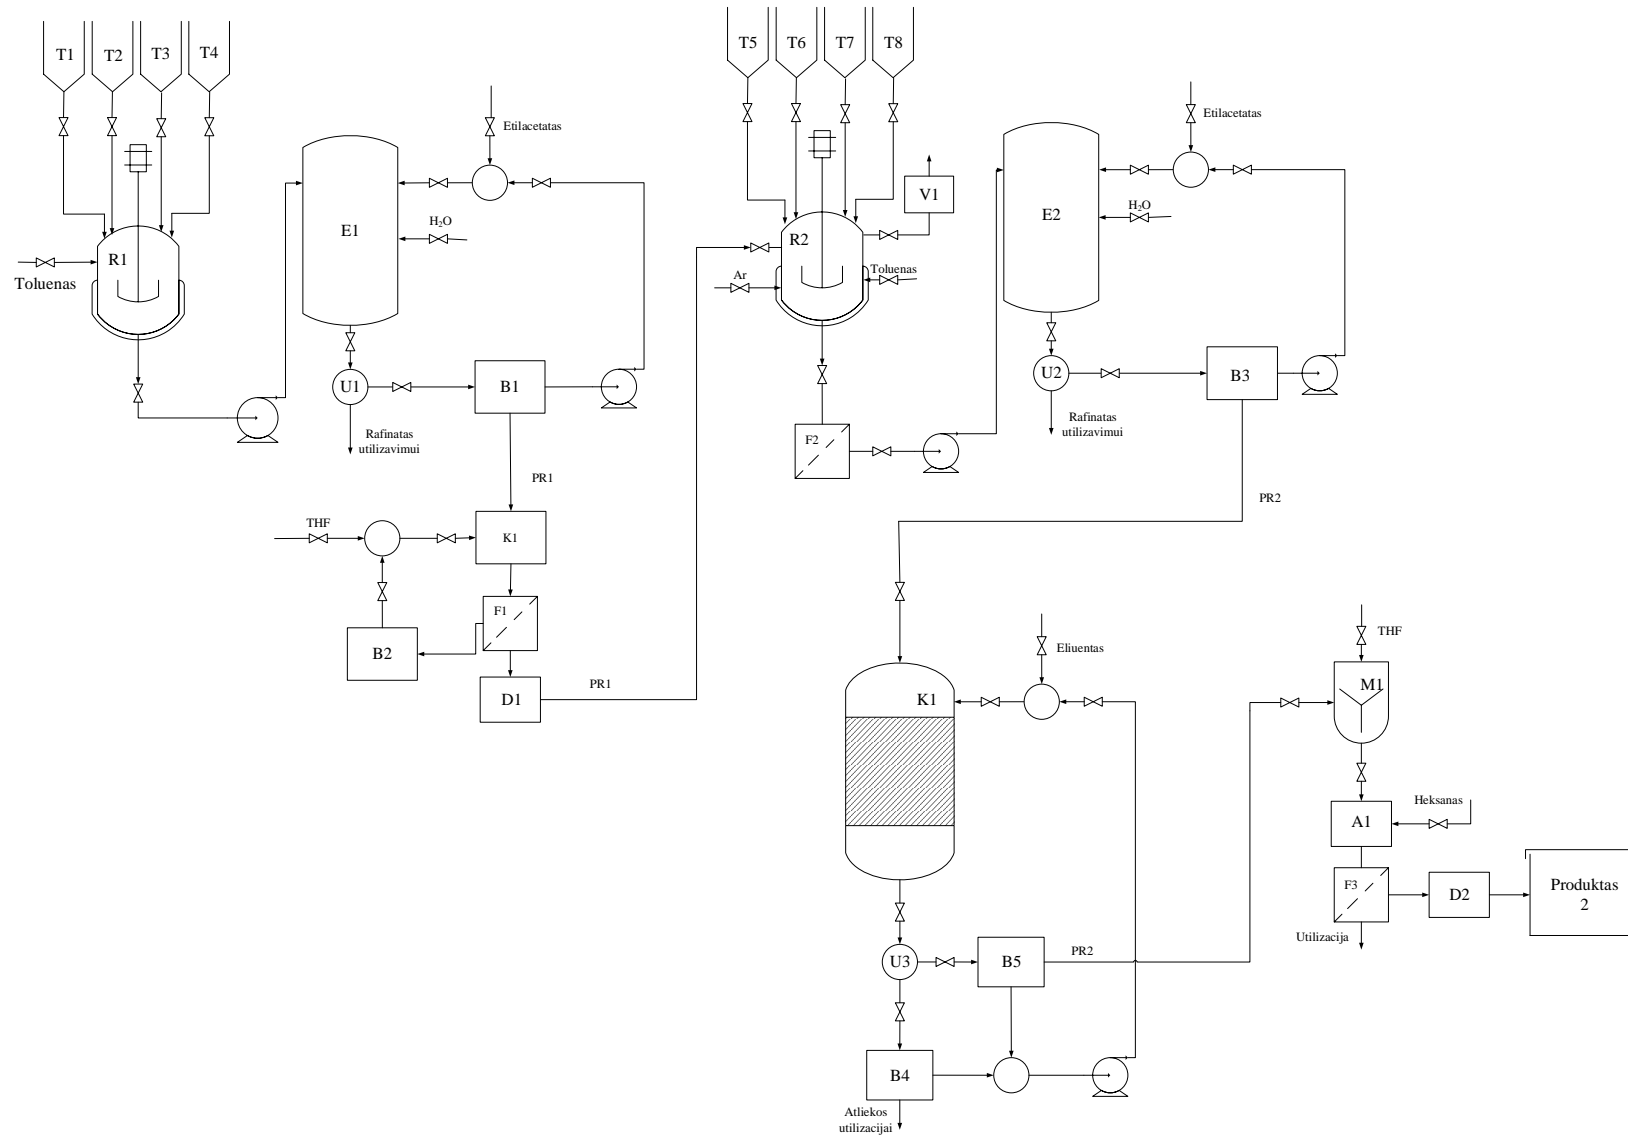 T1
T2
T3
T4
T5
T6
T7
T8
Etilacetatas
Etilacetatas
V1
H₂O
H₂O
E1
E2
R1
R2
Toluenas
Ar
Toluenas
U1
B1
U2
B3
Rafinatas
utilizavimui
Rafinatas
utilizavimui
F2
PR1
PR2
THF
K1
F1
B2
D1
PR1
Eliuentas
THF
K1
M1
Heksanas
A1
F3
D2
Produktas
2
Utilizacija
U3
B5
PR2
B4
Atliekos
utilizacijai